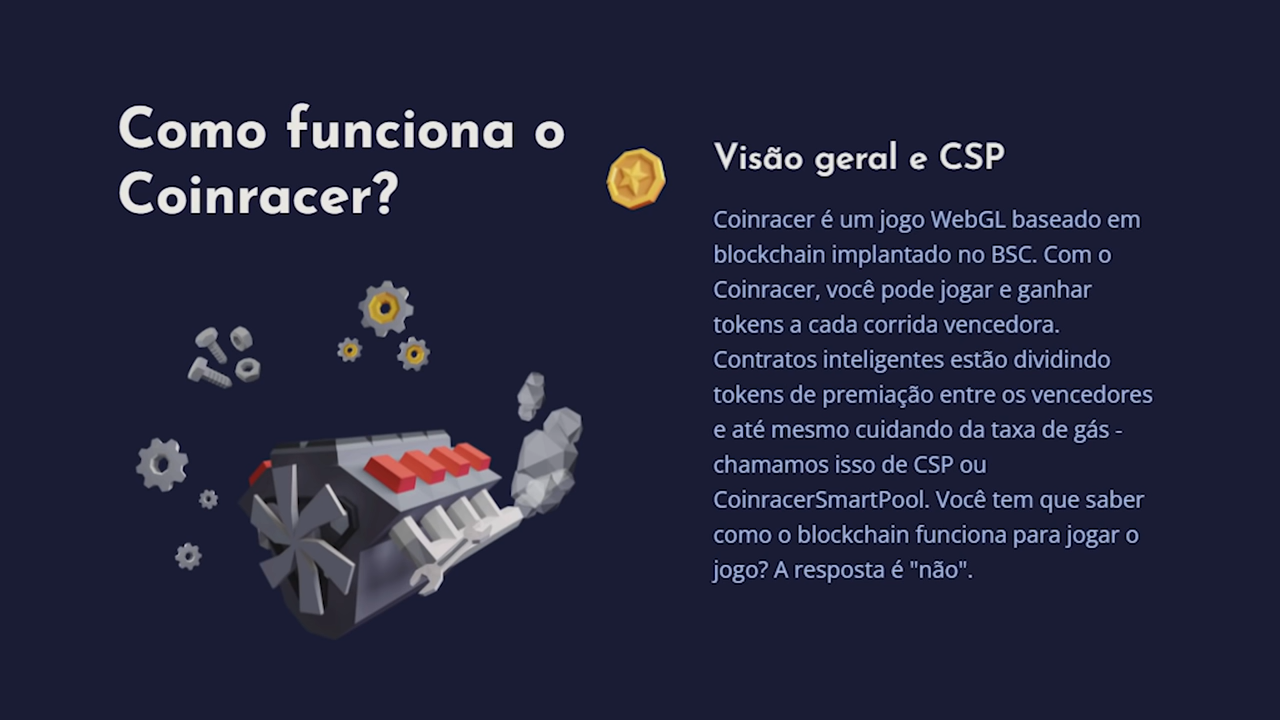 Como funciona o
Coinracer?
Visão geral e CSP
Coinracer é um jogo WebGL baseado em
blockchain implantado no BSC. Com o
Coinracer, você pode jogar e ganhar
tokens a cada corrida vencedora.
Contratos inteligentes estão dividindo
tokens de premiação entre os vencedores
e até mesmo cuidando da taxa de gás -
chamamos isso de CSP ou
CoinracerSmartPool. Você tem que saber
como o blockchain funciona para jogar o
jogo? A resposta é "não".